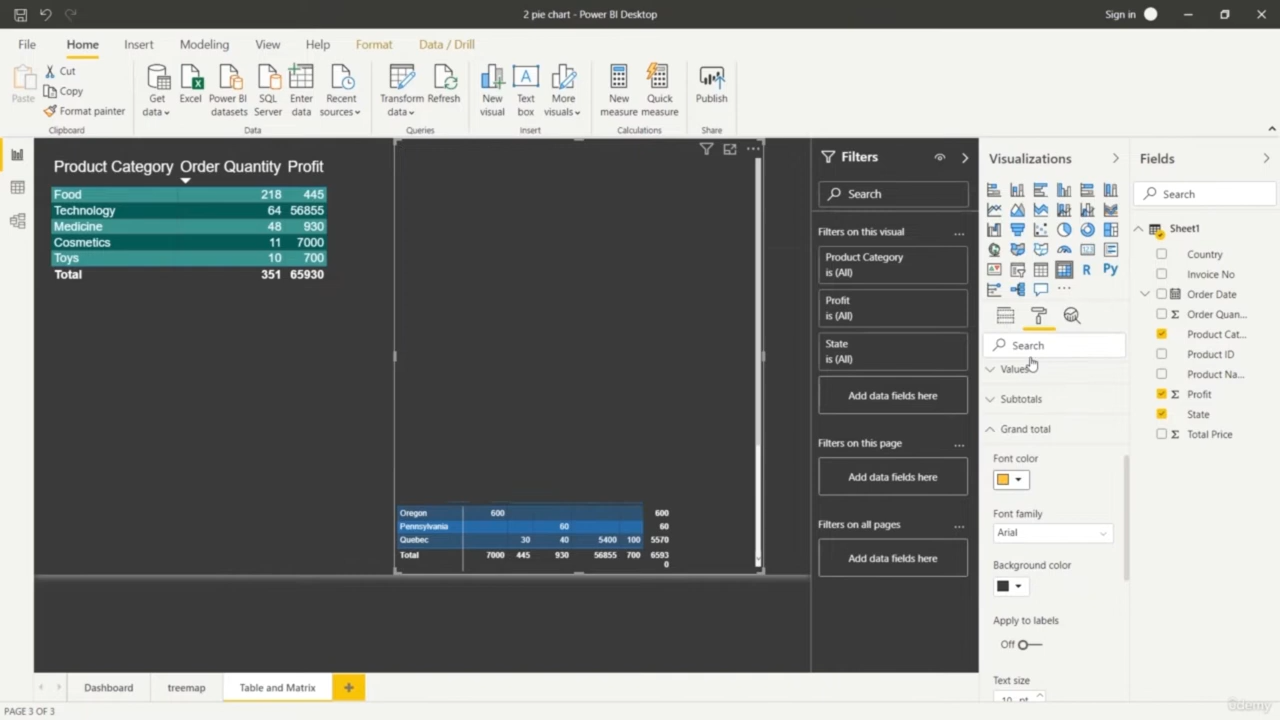 2 pie chart - Power BI Desktop
Sign in
File
Home
Insert
Modeling
View
Help
Format
Data / Drill
Paste
Cut
Copy
Format painter
Clipboard
Get data
Excel
Power BI datasets
SQL Server
Enter data
Recent sources
Data
Transform data
Refresh
Queries
New visual
Text box
More visuals
Insert
New measure
Quick measure
Calculations
Publish
Share
Product Category Order Quantity Profit
Food 218 445
Technology 64 56855
Medicine 48 930
Cosmetics 11 7000
Toys 10 700
Total 351 65930
Oregon 600 600
Pennsylvania 60 60
Quebec 30 40 5400 100 5570
Total 7000 445 930 56855 700 6593
0
Filters
Search
Filters on this visual
...
Product Category
is (All)
Profit
is (All)
State
is (All)
Add data fields here
Filters on this page
...
Add data fields here
Filters on all pages
...
Add data fields here
Visualizations
R
Py
Search
Values
Subtotals
Grand total
Font color
Font family
Arial
Background color
Apply to labels
Off
Text size
10 pt
Fields
Search
Sheet1
Country
Invoice No
Order Date
Σ Order Quan...
Product Cat...
Product ID
Product Na...
Σ Profit
State
Σ Total Price
Dashboard
treemap
Table and Matrix
+
PAGE 3 OF 3
ûdemy